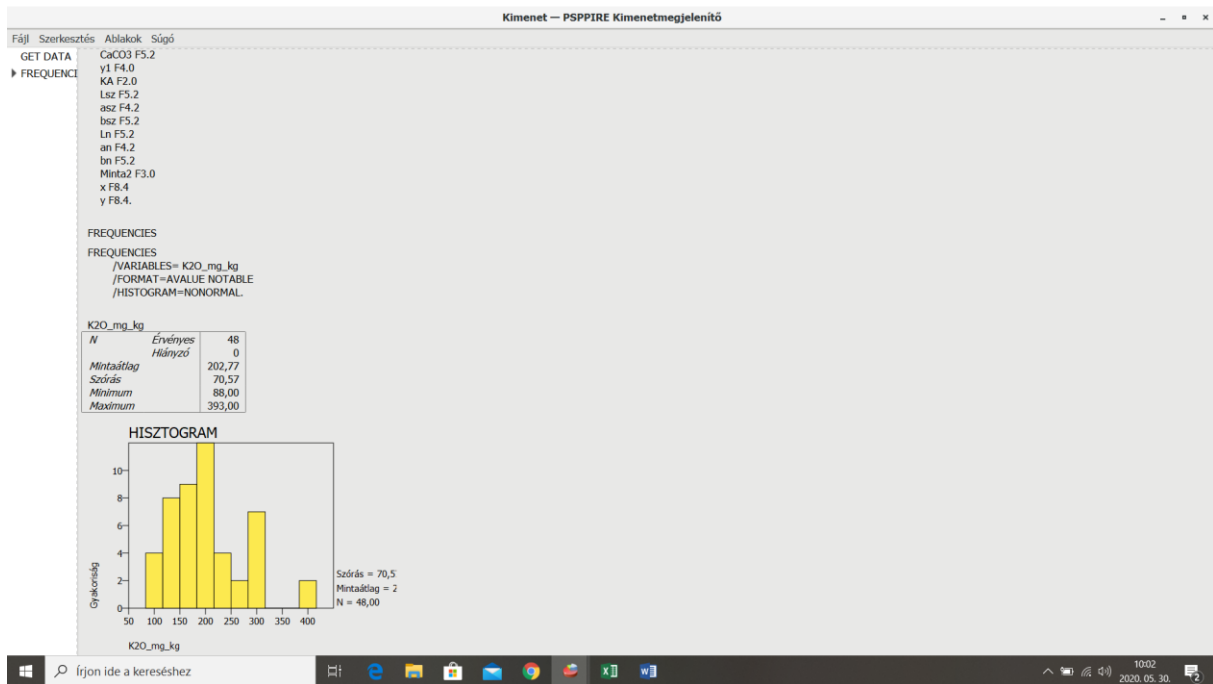 Kimenet — PSPPIRE Kimenetmegjelenítő
Fájl Szerkesztés Ablakok Súgó
GET DATA
FREQUENCI
CaCO3 F5.2
y1 F4.0
KA F2.0
Lsz F5.2
asz F4.2
bsz F5.2
Ln F5.2
an F4.2
bn F5.2
Minta2 F3.0
x F8.4
y F8.4.
FREQUENCIES
FREQUENCIES
/VARIABLES= K2O_mg_kg
/FORMAT=AVALUE NOTABLE
/HISTOGRAM=NONORMAL.
K2O_mg_kg
N Érvényes 48
Hiányzó 0
Mintaátlag 202,77
Szórás 70,57
Minimum 88,00
Maximum 393,00
HISZTOGRAM
10
8
6
4
2
0
Gyakoriság
50 100 150 200 250 300 350 400
K2O_mg_kg
Szórás = 70,5
Mintaátlag = 2
N = 48,00
Írjon ide a kereséshez
10:02
2020. 05. 30.
2